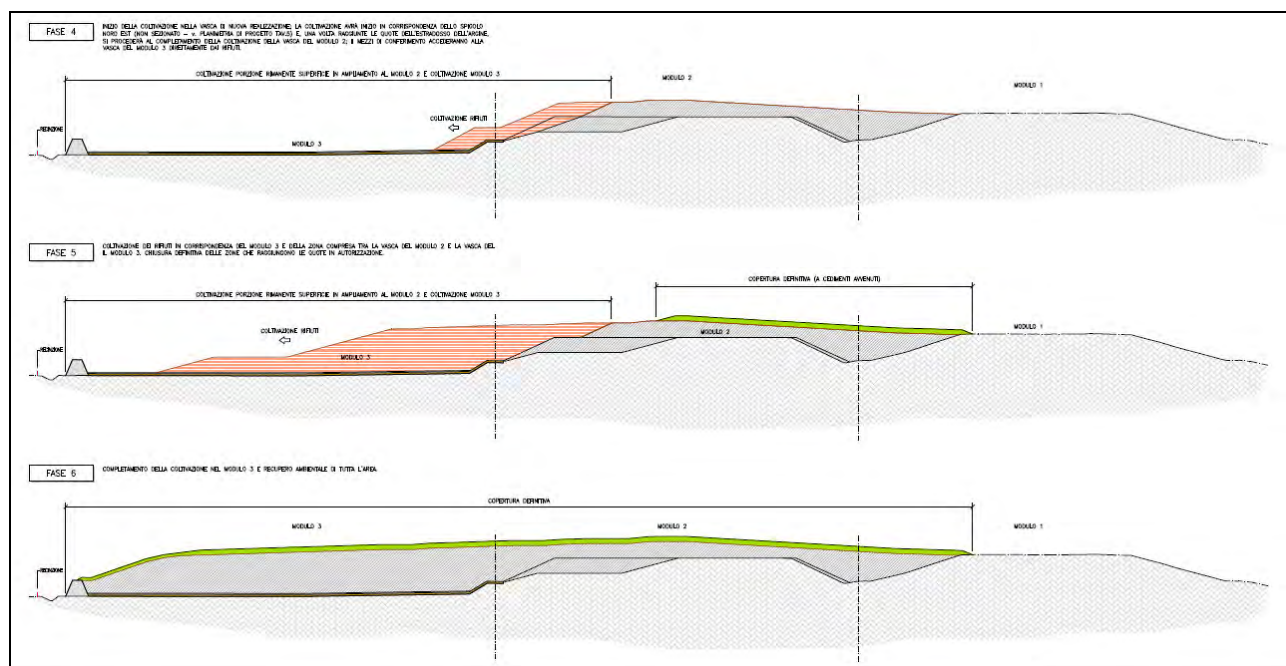 FASE 4
INIZIO DELLA COLTIVAZIONE NELLA VASCA DI NUOVA REALIZZAZIONE; LA COLTIVAZIONE AVRÀ INIZIO IN CORRISPONDENZA DELLO SPIGOLO
NORD EST (NON SEZIONATO - v. PLANIMETRIA DI PROGETTO TAV.5) E, UNA VOLTA RAGGIUNTE LE QUOTE DELL'ESTRADOSSO DELL'ARGINE,
SI PROCEDERÀ AL COMPLETAMENTO DELLA COLTIVAZIONE DELLA VASCA DEL MODULO 2; I MEZZI DI CONFERIMENTO ACCEDERANNO ALLA
VASCA DEL MODULO 3 DIRETTAMENTE DAI RIFIUTI.
COLTIVAZIONE PORZIONE RIMANENTE SUPERFICIE IN AMPLIAMENTO AL MODULO 2 E COLTIVAZIONE MODULO 3
MODULO 2
MODULO 1
COLTIVAZIONE RIFIUTI
RECINZIONE
MODULO 3
FASE 5
COLTIVAZIONE DEI RIFIUTI IN CORRISPONDENZA DEL MODULO 3 E DELLA ZONA COMPRESA TRA LA VASCA DEL MODULO 2 E LA VASCA DEL
IL MODULO 3. CHIUSURA DEFINITIVA DELLE ZONE CHE RAGGIUNGONO LE QUOTE IN AUTORIZZAZIONE.
COPERTURA DEFINITIVA (A CEDIMENTI AVVENUTI)
COLTIVAZIONE PORZIONE RIMANENTE SUPERFICIE IN AMPLIAMENTO AL MODULO 2 E COLTIVAZIONE MODULO 3
COLTIVAZIONE RIFIUTI
MODULO 2
MODULO 1
RECINZIONE
MODULO 3
FASE 6
COMPLETAMENTO DELLA COLTIVAZIONE NEL MODULO 3 E RECUPERO AMBIENTALE DI TUTTA L'AREA.
COPERTURA DEFINITIVA
MODULO 3
MODULO 2
MODULO 1
RECINZIONE